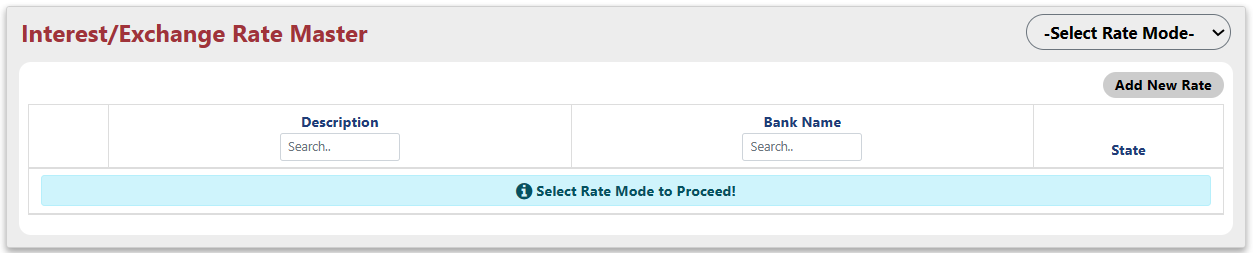 Interest/Exchange Rate Master
-Select Rate Mode-
Add New Rate
Description
Bank Name
Search..
Search..
State
Select Rate Mode to Proceed!